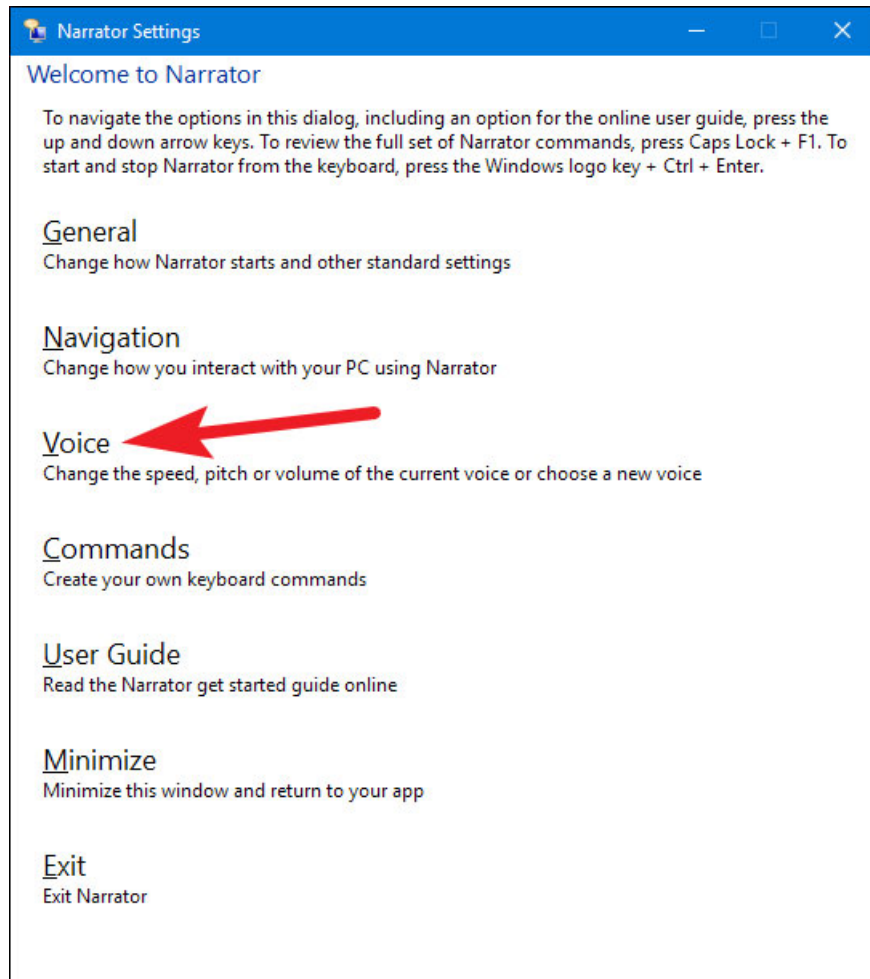 Narrator Settings
Welcome to Narrator
To navigate the options in this dialog, including an option for the online user guide, press the
up and down arrow keys. To review the full set of Narrator commands, press Caps Lock + F1. To
start and stop Narrator from the keyboard, press the Windows logo key + Ctrl + Enter.
General
Change how Narrator starts and other standard settings
Navigation
Change how you interact with your PC using Narrator
Voice
Change the speed, pitch or volume of the current voice or choose a new voice
Commands
Create your own keyboard commands
User Guide
Read the Narrator get started guide online
Minimize
Minimize this window and return to your app
Exit
Exit Narrator